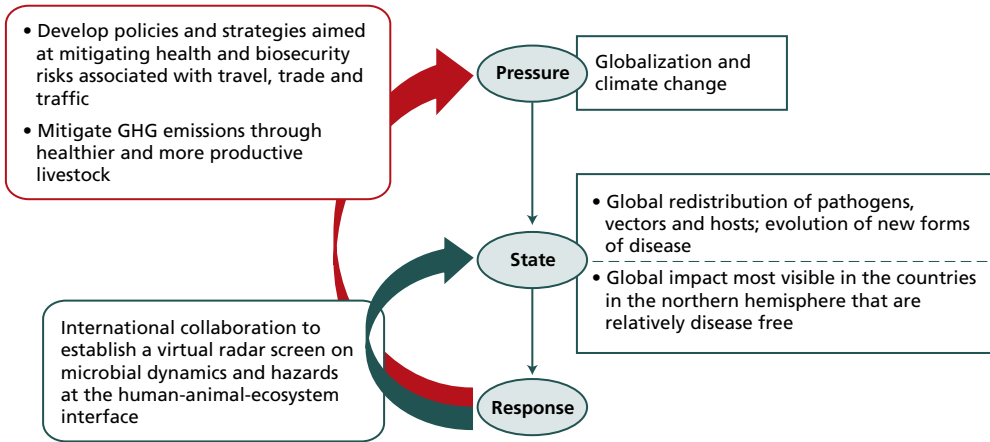 • Develop policies and strategies aimed
at mitigating health and biosecurity
risks associated with travel, trade and
traffic
• Mitigate GHG emissions through
healthier and more productive
livestock
Pressure
Globalization and
climate change
State
• Global redistribution of pathogens,
vectors and hosts; evolution of new forms
of disease
• Global impact most visible in the countries
in the northern hemisphere that are
relatively disease free
International collaboration to
establish a virtual radar screen on
microbial dynamics and hazards
at the human-animal-ecosystem
interface
Response